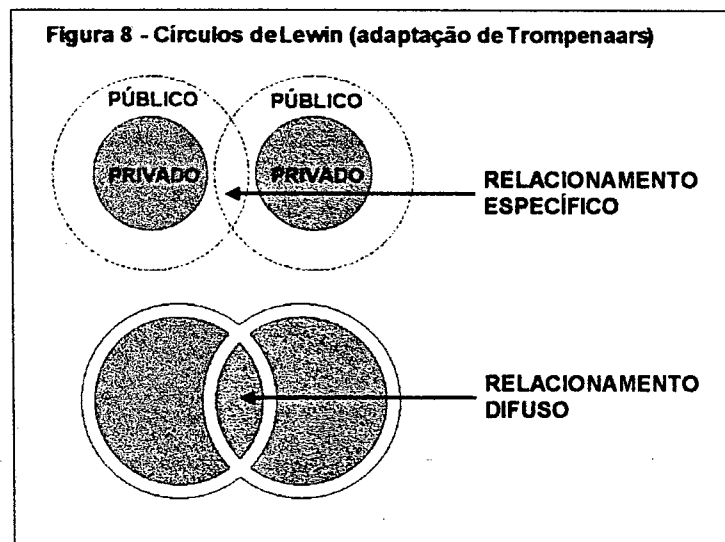 Figura 8 - Círculos de Lewin (adaptação de Trompenaars)
PÚBLICO PÚBLICO
PRIVADO PRIVADO
RELACIONAMENTO
ESPECÍFICO
RELACIONAMENTO
DIFUSO